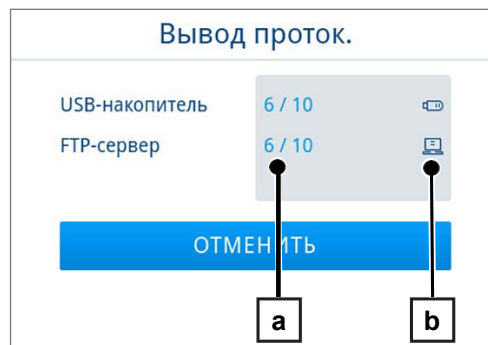 Вывод проток.
USB-накопитель 6 / 10
FTP-сервер 6 / 10
ОТМЕНИТЬ
a b